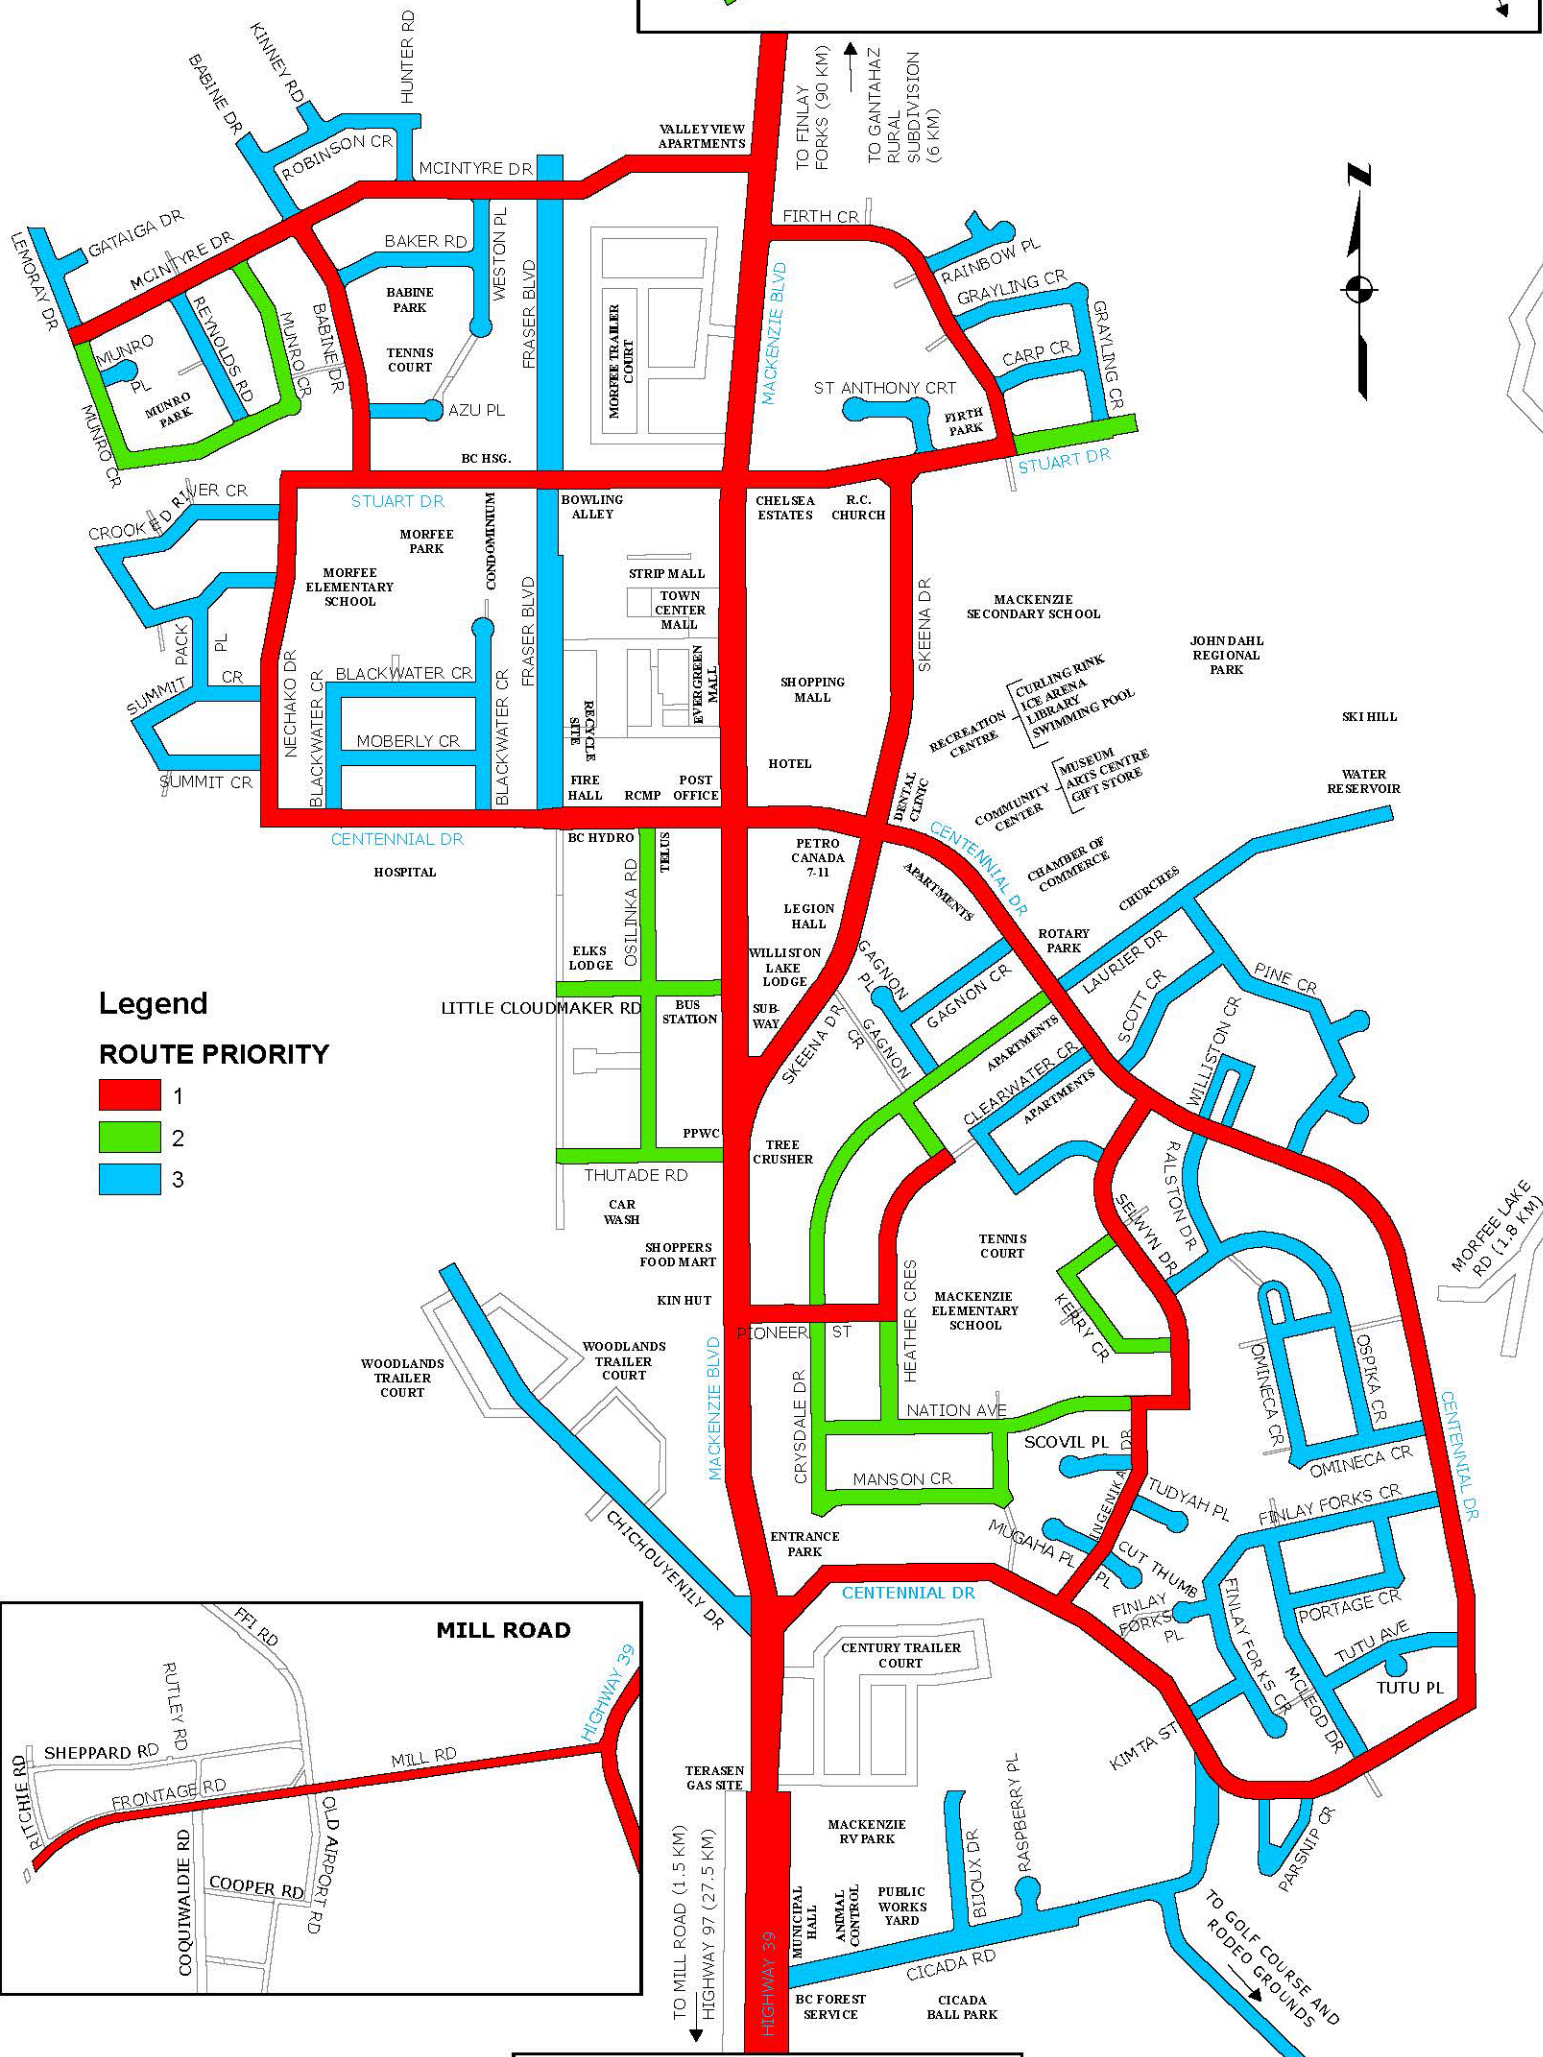 TO FINLAY
FORKS (90 KM)
TO GANTAHAZ
RURAL
SUBDIVISION
(6 KM)
KINNEY RD
HUNTER RD
BABINE DR
ROBINSON CR
MCINTYRE DR
VALLEYVIEW
APARTMENTS
N
FIRTH CR
GATAIGA DR
LEMORAY DR
MCINTYRE DR
BAKER RD
WESTON PL
BABINE
PARK
TENNIS
COURT
FRASER BLVD
MORFEE TRAILER
COURT
MACKENZIE BLVD
RAINBOW PL
GRAYLING CR
GRAYLING CR
CARP CR
REYNOLDS RD
MUNRO CR
BABINE DR
MUNRO
PL
MUNRO
PARK
MUNRO CR
AZU PL
ST ANTHONY CRT
FIRTH
PARK
STUART DR
BC HSG.
CROOKED RIVER CR
STUART DR
CONDOMINIUM
BOWLING
ALLEY
CHELSEA
ESTATES
R.C.
CHURCH
MORFEE
PARK
MORFEE
ELEMENTARY
SCHOOL
STRIP MALL
TOWN
CENTER
MALL
FRASER BLVD
SKEENA DR
MACKENZIE
SECONDARY SCHOOL
JOHN DAHL
REGIONAL
PARK
PACK
PL
SUMMIT
CR
NECHAKO DR
BLACKWATER CR
BLACKWATER CR
BLACKWATER CR
MOBERLY CR
EVERGREEN
MALL
RECYCLE
SITE
SHOPPING
MALL
RECREATION
CENTRE
CURLING RINK
ICE ARENA
LIBRARY
SWIMMING POOL
SKI HILL
SUMMIT CR
HOTEL
FIRE
HALL
RCMP
POST
OFFICE
DENTAL
CLINIC
COMMUNITY
CENTER
MUSEUM
ARTS CENTRE
GIFT STORE
WATER
RESERVOIR
CENTENNIAL DR
HOSPITAL
BC HYDRO
TELUS
OSILINKA RD
PETRO
CANADA
7-11
CENTENNIAL DR
APARTMENTS
CHAMBER OF
COMMERCE
CHURCHES
LEGION
HALL
ROTARY
PARK
LAURIER DR
ELKS
LODGE
WILLISTON
LAKE
LODGE
GAGNON
PL
GAGNON CR
SCOTT CR
PINE CR
WILLISTON CR
Legend
ROUTE PRIORITY
1
2
3
LITTLE CLOUDMAKER RD
BUS
STATION
SUB-
WAY
SKEENA DR
GAGNON
CR
APARTMENTS
CLEARWATER CR
APARTMENTS
PPWC
TREE
CRUSHER
THUTADE RD
CAR
WASH
RALSTON DR
SELWYN DR
MORFEE LAKE
RD (1.8 KM)
SHOPPERS
FOOD MART
TENNIS
COURT
KIN HUT
MACKENZIE
ELEMENTARY
SCHOOL
HEATHER CRES
KERRY CR
PIONEER ST
WOODLANDS
TRAILER
COURT
WOODLANDS
TRAILER
COURT
MACKENZIE BLVD
CRYSDALE DR
OMINECA CR
OSPIKA CR
OMINECA CR
CENTENNIAL DR
NATION AVE
SCOVIL PL
MANSON CR
INGENIKA DR
TUDYAH PL
FINLAY FORKS CR
CHICHOUYENILY DR
ENTRANCE
PARK
MUGAHA PL
CUT THUMB
PL
FINLAY
FORKS
PL
FINLAY FORKS CR
PORTAGE CR
CENTENNIAL DR
TUTU AVE
TUTU PL
MCLEOD DR
KIMTA ST
CENTURY TRAILER
COURT
MILL ROAD
FFI RD
RUTLEY RD
HIGHWAY 39
SHEPPARD RD
MILL RD
RITCHIE RD
FRONTAGE RD
COQUIWALDIE RD
OLD AIRPORT RD
COOPER RD
TERASEN
GAS SITE
MACKENZIE
RV PARK
RASPBERRY PL
BIJOUX DR
PARSNIP CR
MUNICIPAL
HALL
ANIMAL
CONTROL
PUBLIC
WORKS
YARD
TO MILL ROAD (1.5 KM)
HIGHWAY 97 (27.5 KM)
HIGHWAY 39
CICADA RD
TO GOLF COURSE AND
RODEO GROUNDS
BC FOREST
SERVICE
CICADA
BALL PARK